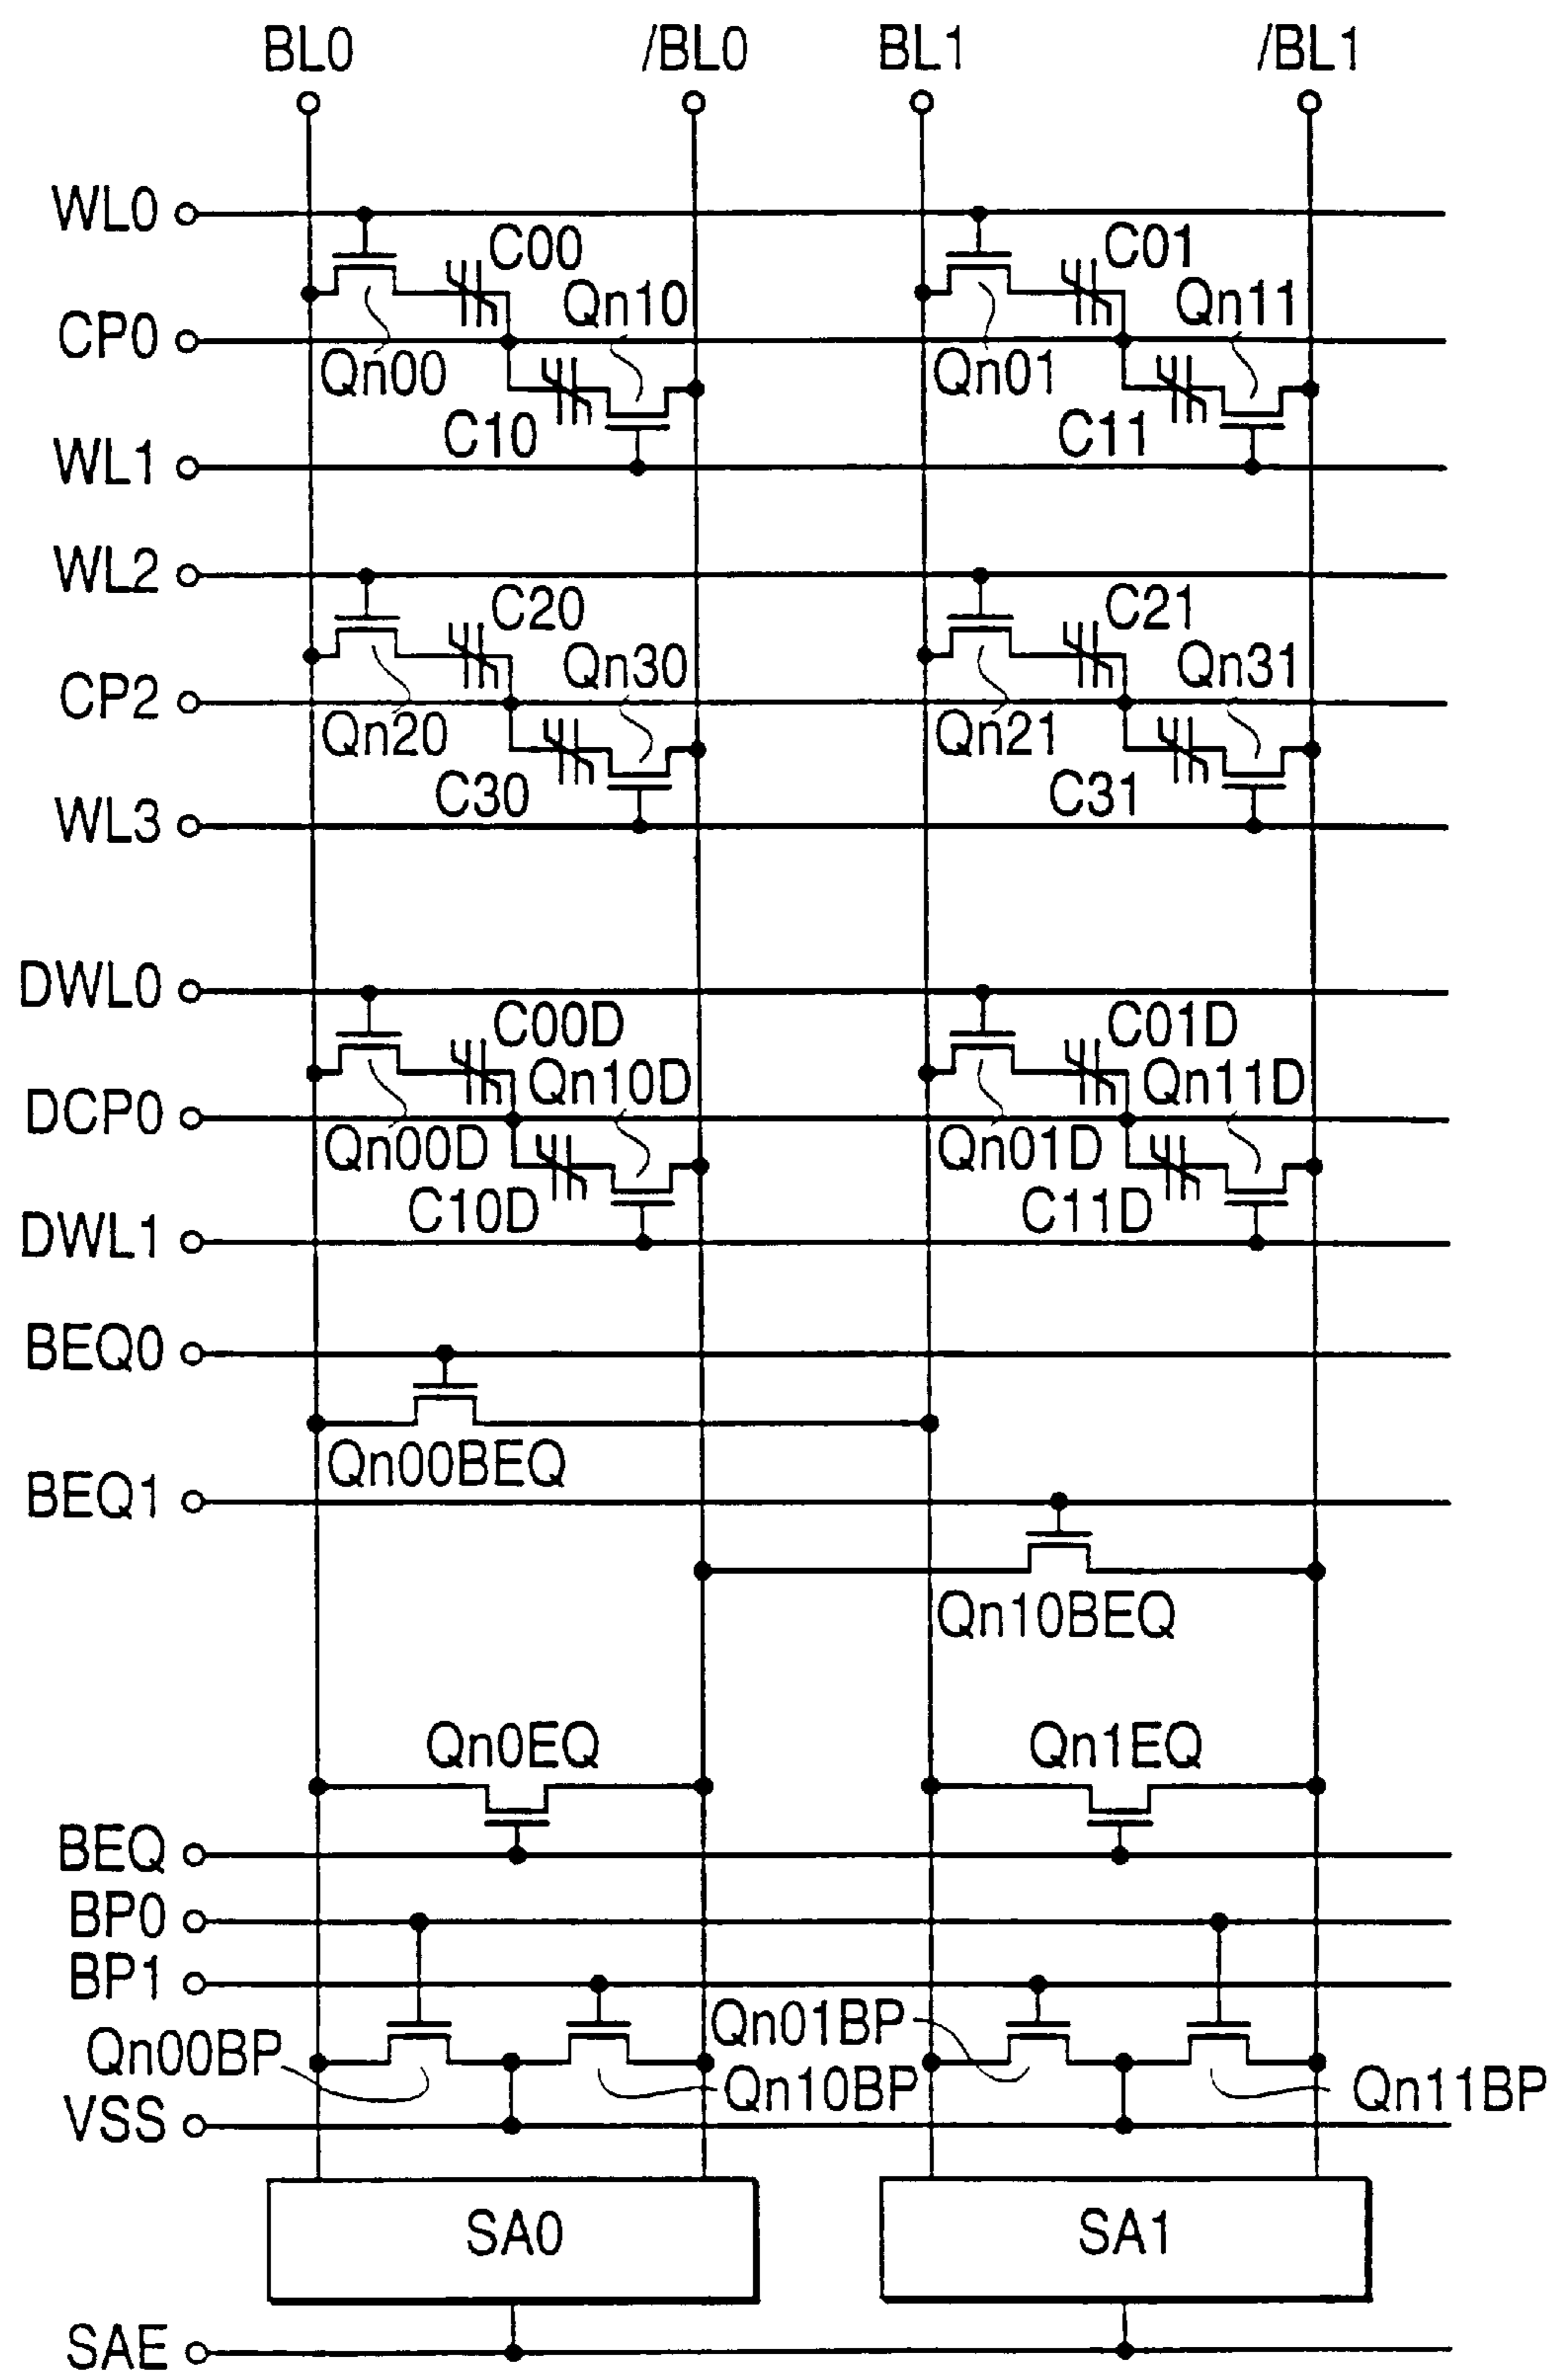 BL0 /BL0 BL1 /BL1
WL0
C00 C01
Qn10 Qn11
CP0
Qn00 Qn01
C10 C11
WL1
WL2
C20 C21
Qn30 Qn31
CP2
Qn20 Qn21
C30 C31
WL3
DWL0
C00D C01D
Qn10D Qn11D
DCP0
Qn00D Qn01D
C10D C11D
DWL1
BEQ0
Qn00BEQ
BEQ1
Qn10BEQ
Qn0EQ Qn1EQ
BEQ
BP0
BP1
Qn01BP
Qn00BP
Qn10BP Qn11BP
VSS
SA0 SA1
SAE